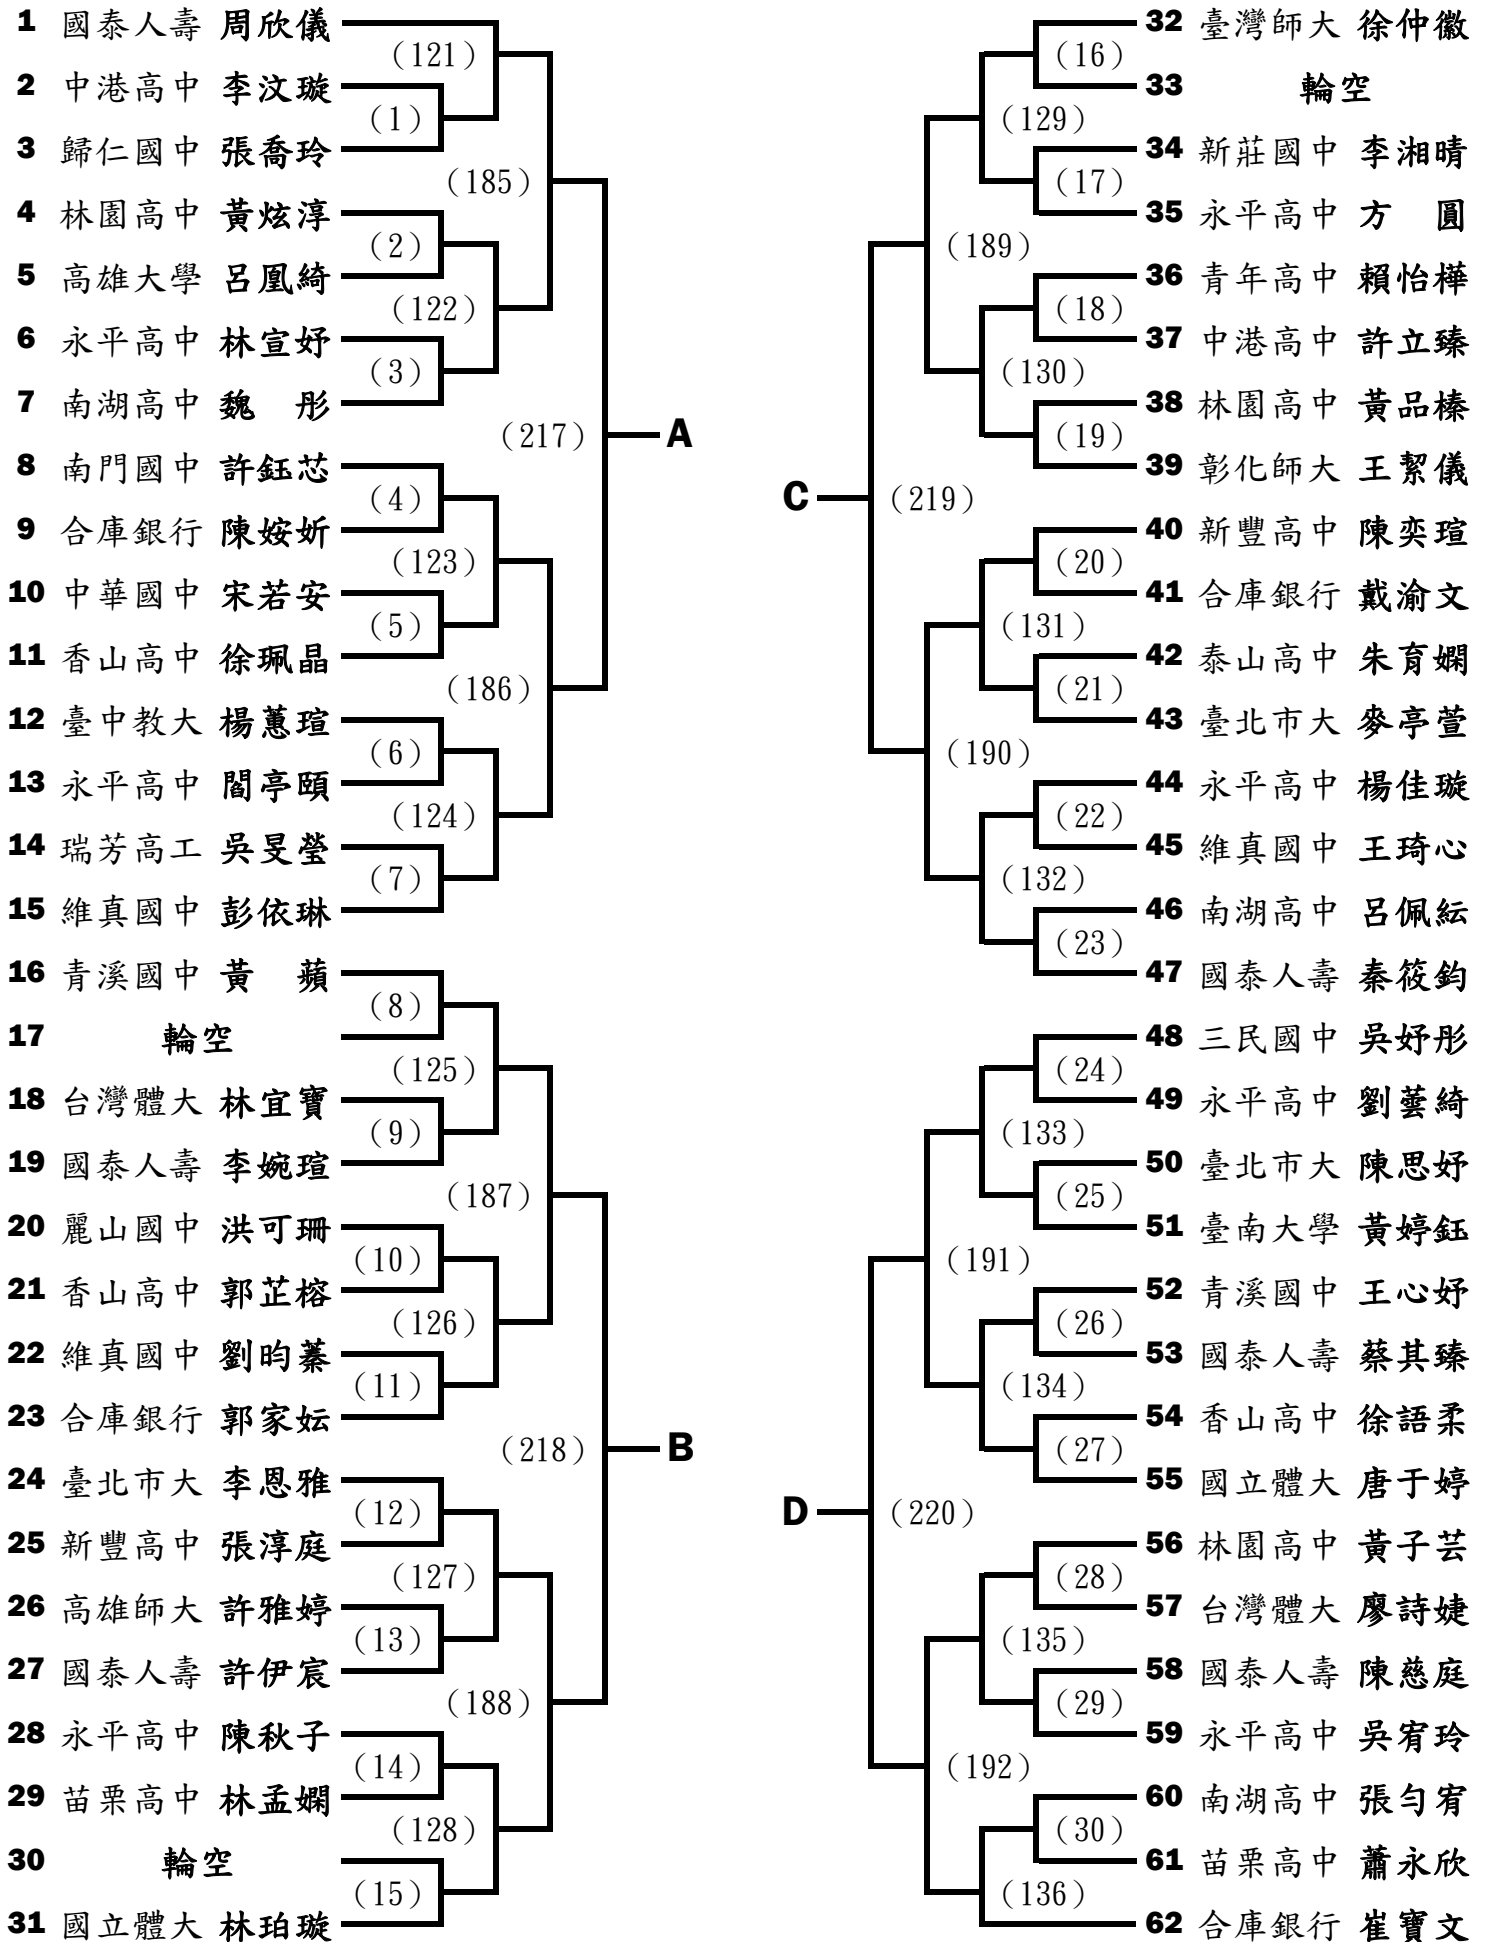 1 國泰人壽 周欣儀
(121)
2 中港高中 李汶璇
(1)
3 歸仁國中 張喬玲
(185)
4 林園高中 黃炫淳
(2)
5 高雄大學 呂凰綺
(122)
6 永平高中 林宣妤
(3)
7 南湖高中 魏 彤
(217) A
8 南門國中 許鈺芯
(4)
9 合庫銀行 陳姲妡
(123)
10 中華國中 宋若安
(5)
11 香山高中 徐珮晶
(186)
12 臺中教大 楊蕙瑄
(6)
13 永平高中 閻亭頤
(124)
14 瑞芳高工 吳旻瑩
(7)
15 維真國中 彭依琳
16 青溪國中 黃 蘋
(8)
17 輪空
(125)
18 台灣體大 林宜寶
(9)
19 國泰人壽 李婉瑄
(187)
20 麗山國中 洪可珊
(10)
21 香山高中 郭芷榕
(126)
22 維真國中 劉昀蓁
(11)
23 合庫銀行 郭家妘
(218) B
24 臺北市大 李恩雅
(12)
25 新豐高中 張淳庭
(127)
26 高雄師大 許雅婷
(13)
27 國泰人壽 許伊宸
(188)
28 永平高中 陳秋子
(14)
29 苗栗高中 林孟嫻
(128)
30 輪空
(15)
31 國立體大 林珀璇
32 臺灣師大 徐仲徽
(16)
33 輪空
(129)
34 新莊國中 李湘晴
(17)
35 永平高中 方 圓
(189)
36 青年高中 賴怡樺
(18)
37 中港高中 許立臻
(130)
38 林園高中 黃品榛
(19)
39 彰化師大 王絜儀
C (219)
40 新豐高中 陳奕瑄
(20)
41 合庫銀行 戴渝文
(131)
42 泰山高中 朱育嫻
(21)
43 臺北市大 麥亭萱
(190)
44 永平高中 楊佳璇
(22)
45 維真國中 王琦心
(132)
46 南湖高中 呂佩紜
(23)
47 國泰人壽 秦筱鈞
48 三民國中 吳妤彤
(24)
49 永平高中 劉蕓綺
(133)
50 臺北市大 陳思妤
(25)
51 臺南大學 黃婷鈺
(191)
52 青溪國中 王心妤
(26)
53 國泰人壽 蔡其臻
(134)
54 香山高中 徐語柔
(27)
55 國立體大 唐于婷
D (220)
56 林園高中 黃子芸
(28)
57 台灣體大 廖詩婕
(135)
58 國泰人壽 陳慈庭
(29)
59 永平高中 吳宥玲
(192)
60 南湖高中 張勻宥
(30)
61 苗栗高中 蕭永欣
(136)
62 合庫銀行 崔寶文